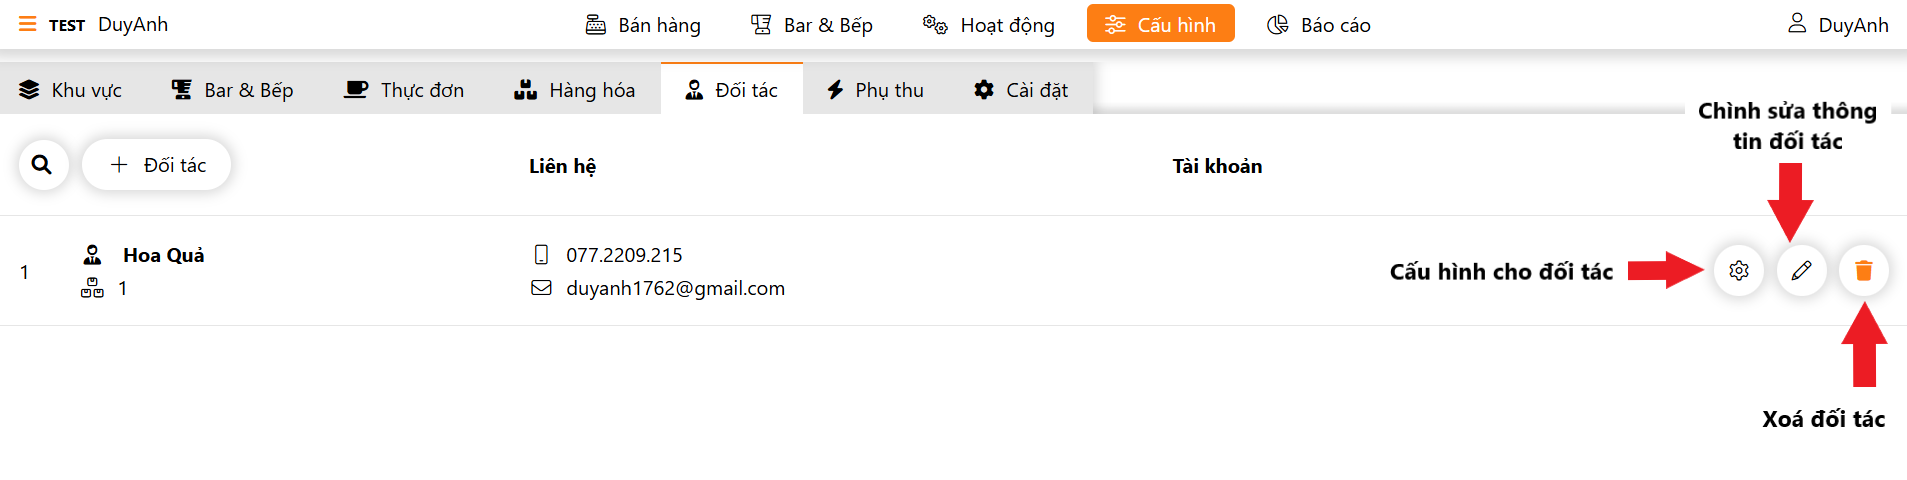 TEST DuyAnh Bán hàng Bar & Bếp Hoạt động Cấu hình Báo cáo DuyAnh
Khu vực Bar & Bếp Thực đơn Hàng hóa Đối tác Phụ thu Cài đặt
Chình sửa thông
tin đối tác
+ Đối tác Liên hệ Tài khoản
1 Hoa Quả 077.2209.215
1 duyanh1762@gmail.com
Cấu hình cho đối tác
Xoá đối tác